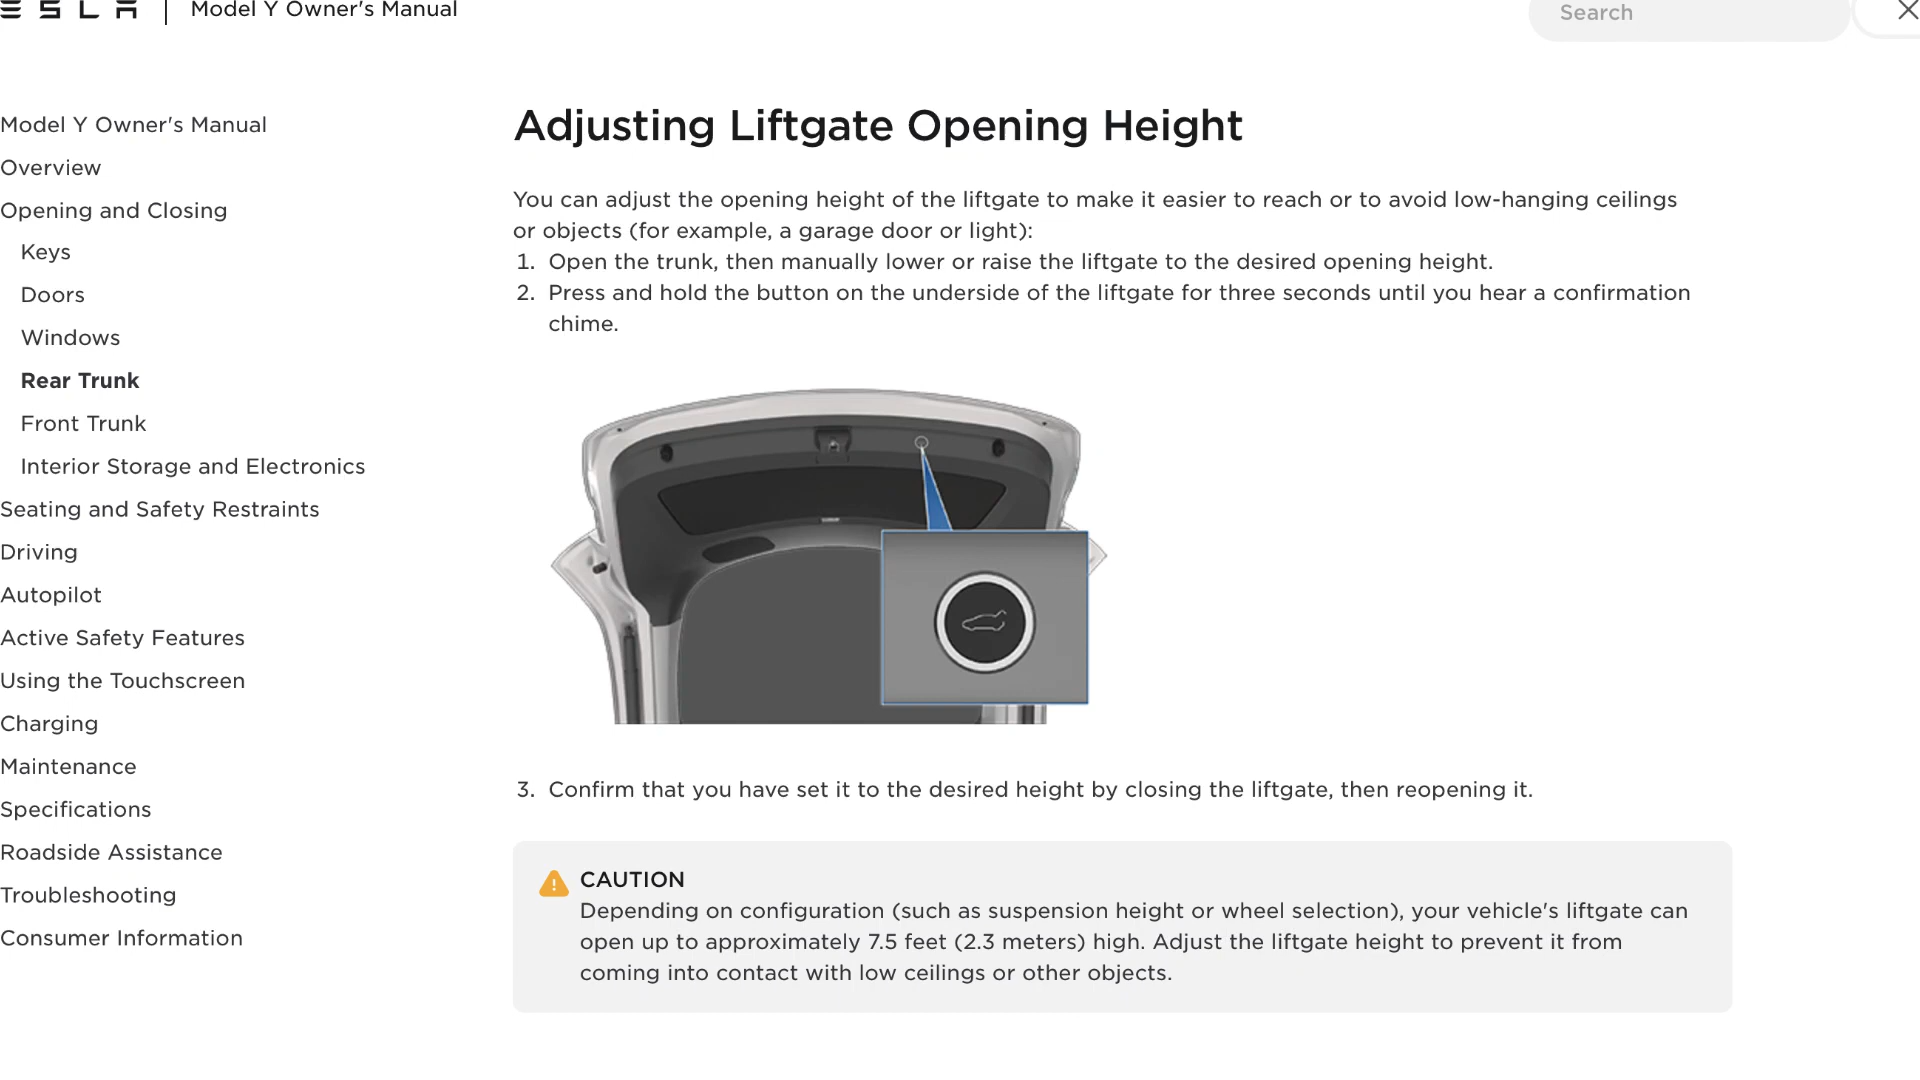 Model Y Owner's Manual
Search
Model Y Owner's Manual
Overview
Opening and Closing
Keys
Doors
Windows
Rear Trunk
Front Trunk
Interior Storage and Electronics
Seating and Safety Restraints
Driving
Autopilot
Active Safety Features
Using the Touchscreen
Charging
Maintenance
Specifications
Roadside Assistance
Troubleshooting
Consumer Information
Adjusting Liftgate Opening Height
You can adjust the opening height of the liftgate to make it easier to reach or to avoid low-hanging ceilings
or objects (for example, a garage door or light):
1. Open the trunk, then manually lower or raise the liftgate to the desired opening height.
2. Press and hold the button on the underside of the liftgate for three seconds until you hear a confirmation
chime.
3. Confirm that you have set it to the desired height by closing the liftgate, then reopening it.
CAUTION
Depending on configuration (such as suspension height or wheel selection), your vehicle's liftgate can
open up to approximately 7.5 feet (2.3 meters) high. Adjust the liftgate height to prevent it from
coming into contact with low ceilings or other objects.